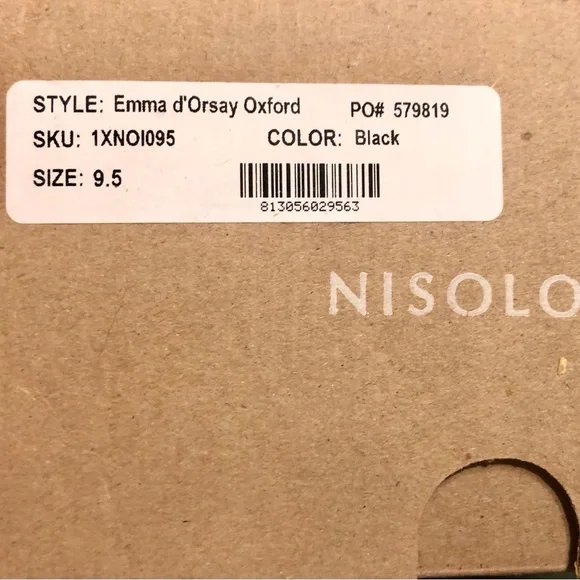 STYLE: Emma d'Orsay Oxford PO# 579819
SKU: 1XNOI095 COLOR: Black
SIZE: 9.5
813056029563
NISOLO